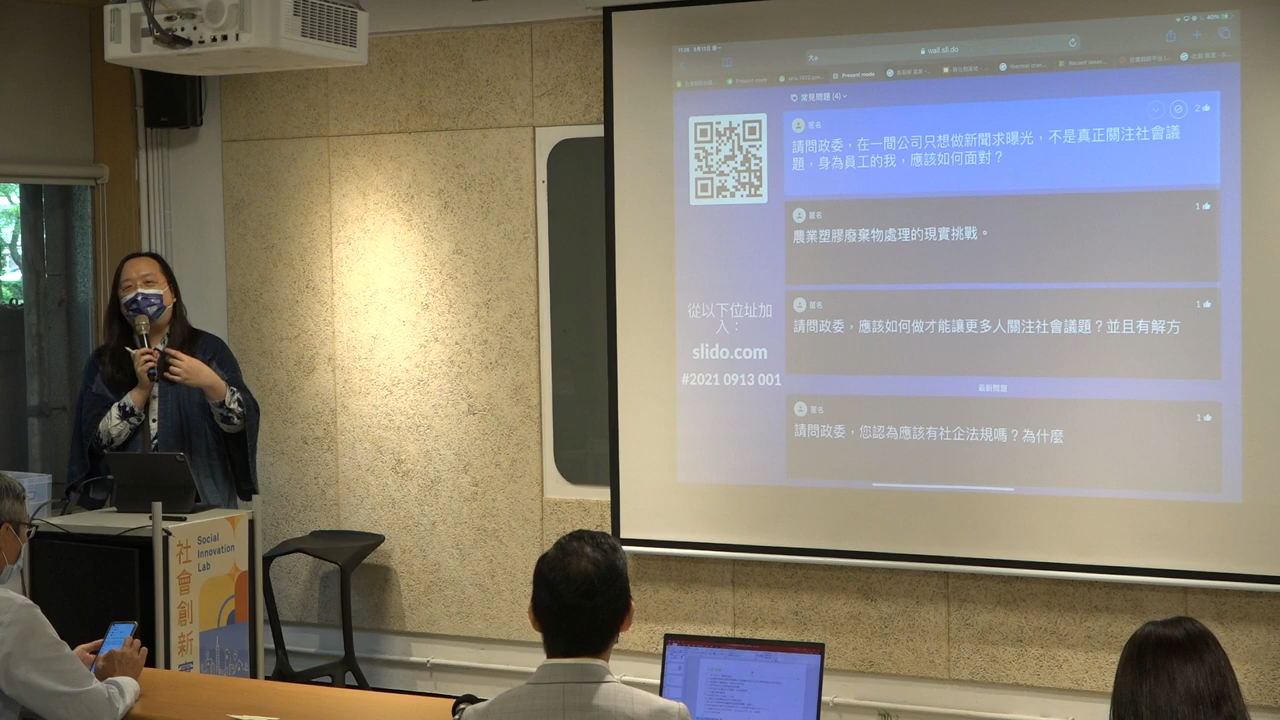 wall.sli.do
40%
Present mode
常見問題 (4)
匿名
2
請問政委，在一間公司只想做新聞求曝光，不是真正關注社會議
題，身為員工的我，應該如何面對？
匿名
1
農業塑膠廢棄物處理的現實挑戰。
匿名
1
請問政委，應該如何做才能讓更多人關注社會議題？並且有解方
最新問題
匿名
1
請問政委，您認為應該有社企法規嗎？為什麼
從以下位址加
入：
slido.com
#2021 0913 001
Social
Innovation
Lab
社會創新